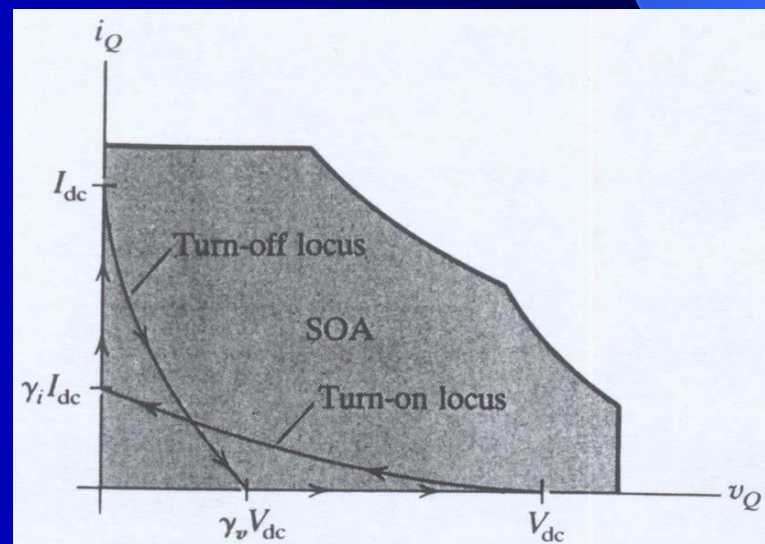 i_Q
I_dc
Turn-off locus
SOA
γ_i I_dc
Turn-on locus
γ_v V_dc
V_dc
v_Q